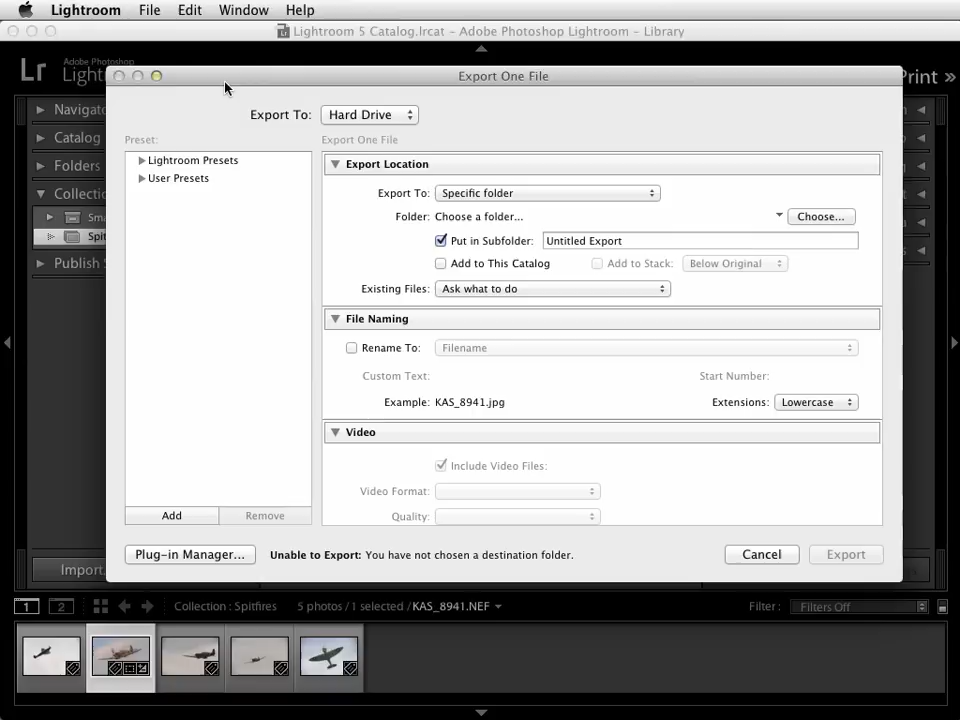 Lightroom File Edit Window Help
Lightroom 5 Catalog.lrcat – Adobe Photoshop Lightroom – Library
Lr
Adobe Photoshop
Export One File
Print »
Export To: Hard Drive
Preset:
Export One File
Lightroom Presets
User Presets
Add Remove
Export Location
Export To: Specific folder
Folder: Choose a folder... Choose...
Put in Subfolder: Untitled Export
Add to This Catalog Add to Stack: Below Original
Existing Files: Ask what to do
File Naming
Rename To: Filename
Custom Text: Start Number:
Example: KAS_8941.jpg Extensions: Lowercase
Video
Include Video Files:
Video Format:
Quality:
Plug-in Manager... Unable to Export: You have not chosen a destination folder. Cancel Export
Catalog
Folders
Publish
Import
1 2 Collection : Spitfires 5 photos / 1 selected / KAS_8941.NEF Filter : Filters Off